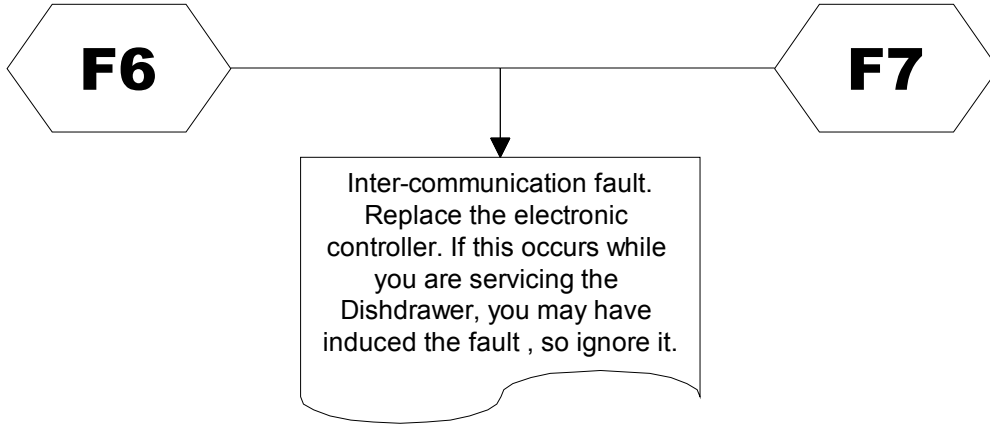 F6
F7
Inter-communication fault.
Replace the electronic
controller. If this occurs while
you are servicing the
Dishdrawer, you may have
induced the fault , so ignore it.